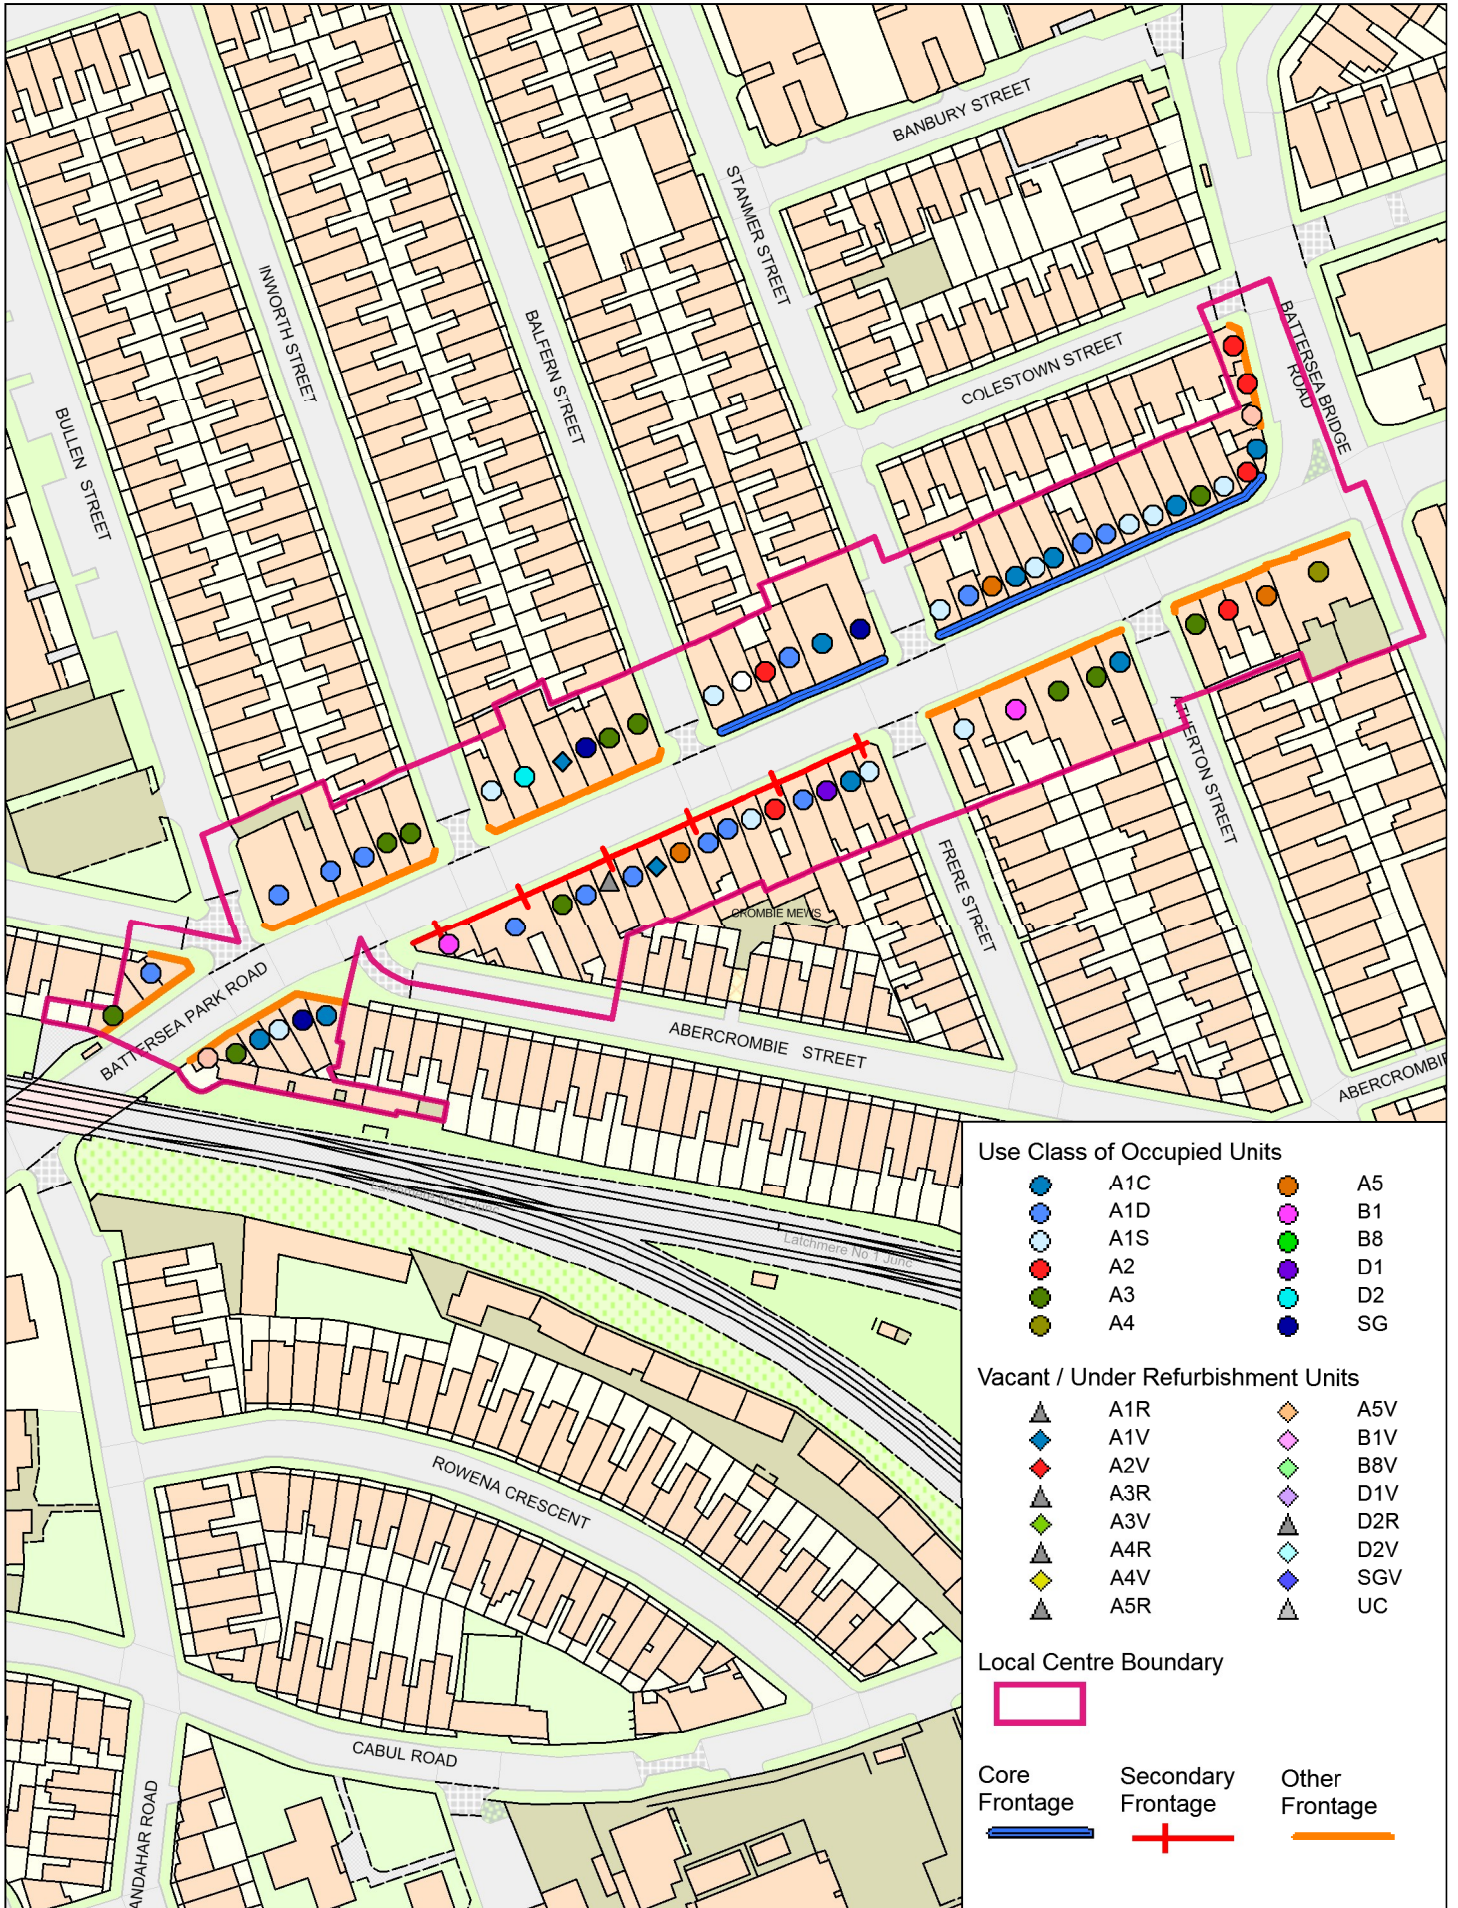 BANBURY STREET
STANMER STREET
INWORTH STREET
BALFERN STREET
BULLEN STREET
COLESTOWN STREET
BATTERSEA BRIDGE
ROAD
ATHERTON STREET
FRERE STREET
CROMBIE MEWS
BATTERSEA PARK ROAD
ABERCROMBIE STREET
ABERCROMBIE
Latchmere No 1 Junc
ROWENA CRESCENT
CABUL ROAD
ANDAHAR ROAD
Use Class of Occupied Units
A1C
A1D
A1S
A2
A3
A4
A5
B1
B8
D1
D2
SG
Vacant / Under Refurbishment Units
A1R
A1V
A2V
A3R
A3V
A4R
A4V
A5R
A5V
B1V
B8V
D1V
D2R
D2V
SGV
UC
Local Centre Boundary
Core
Frontage
Secondary
Frontage
Other
Frontage